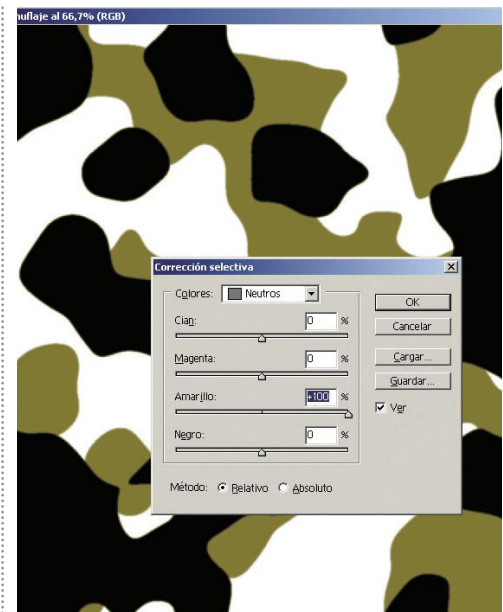 muflaje al 66,7% (RGB)
Corrección selectiva
Colores: Neutros
OK
Cian: 0 %
Cancelar
Magenta: 0 %
Cargar...
Guardar...
Amarillo: +100 %
Ver
Negro: 0 %
Método: Relativo Absoluto